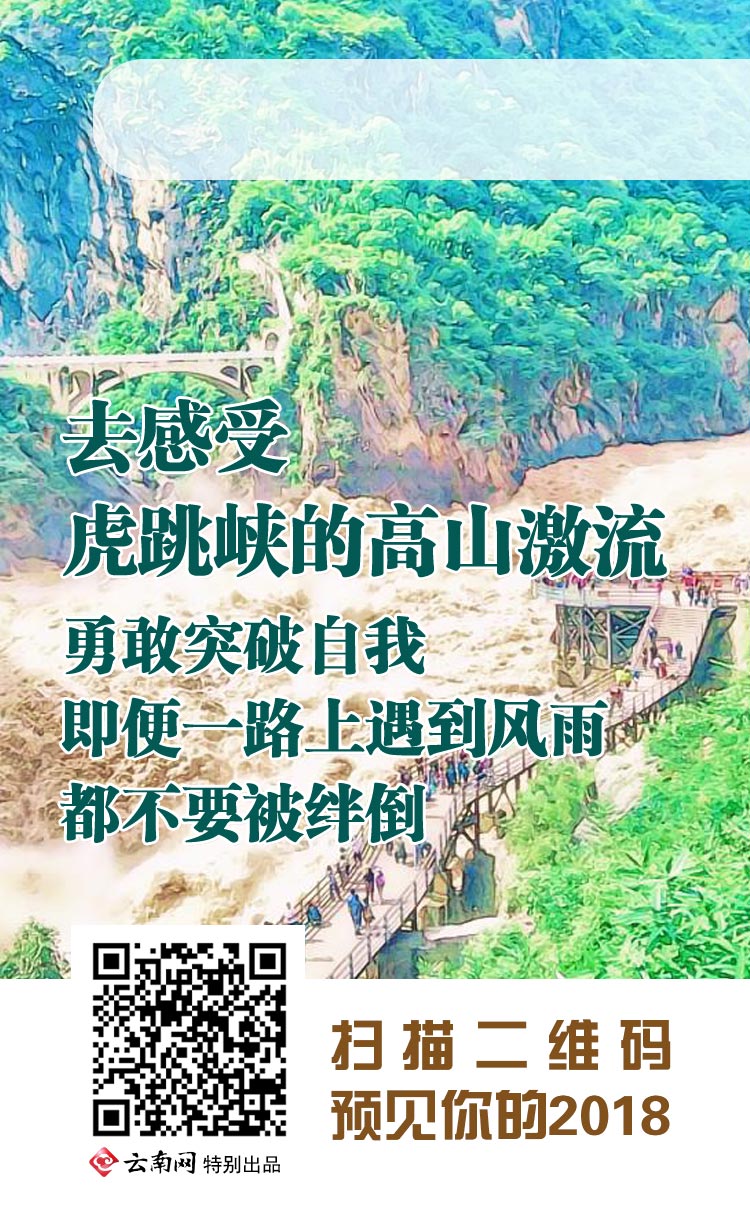 去感受
虎跳峡的高山激流
勇敢突破自我
即便一路上遇到风雨
都不要被绊倒
扫描二维码
预见你的2018
云南网 特别出品